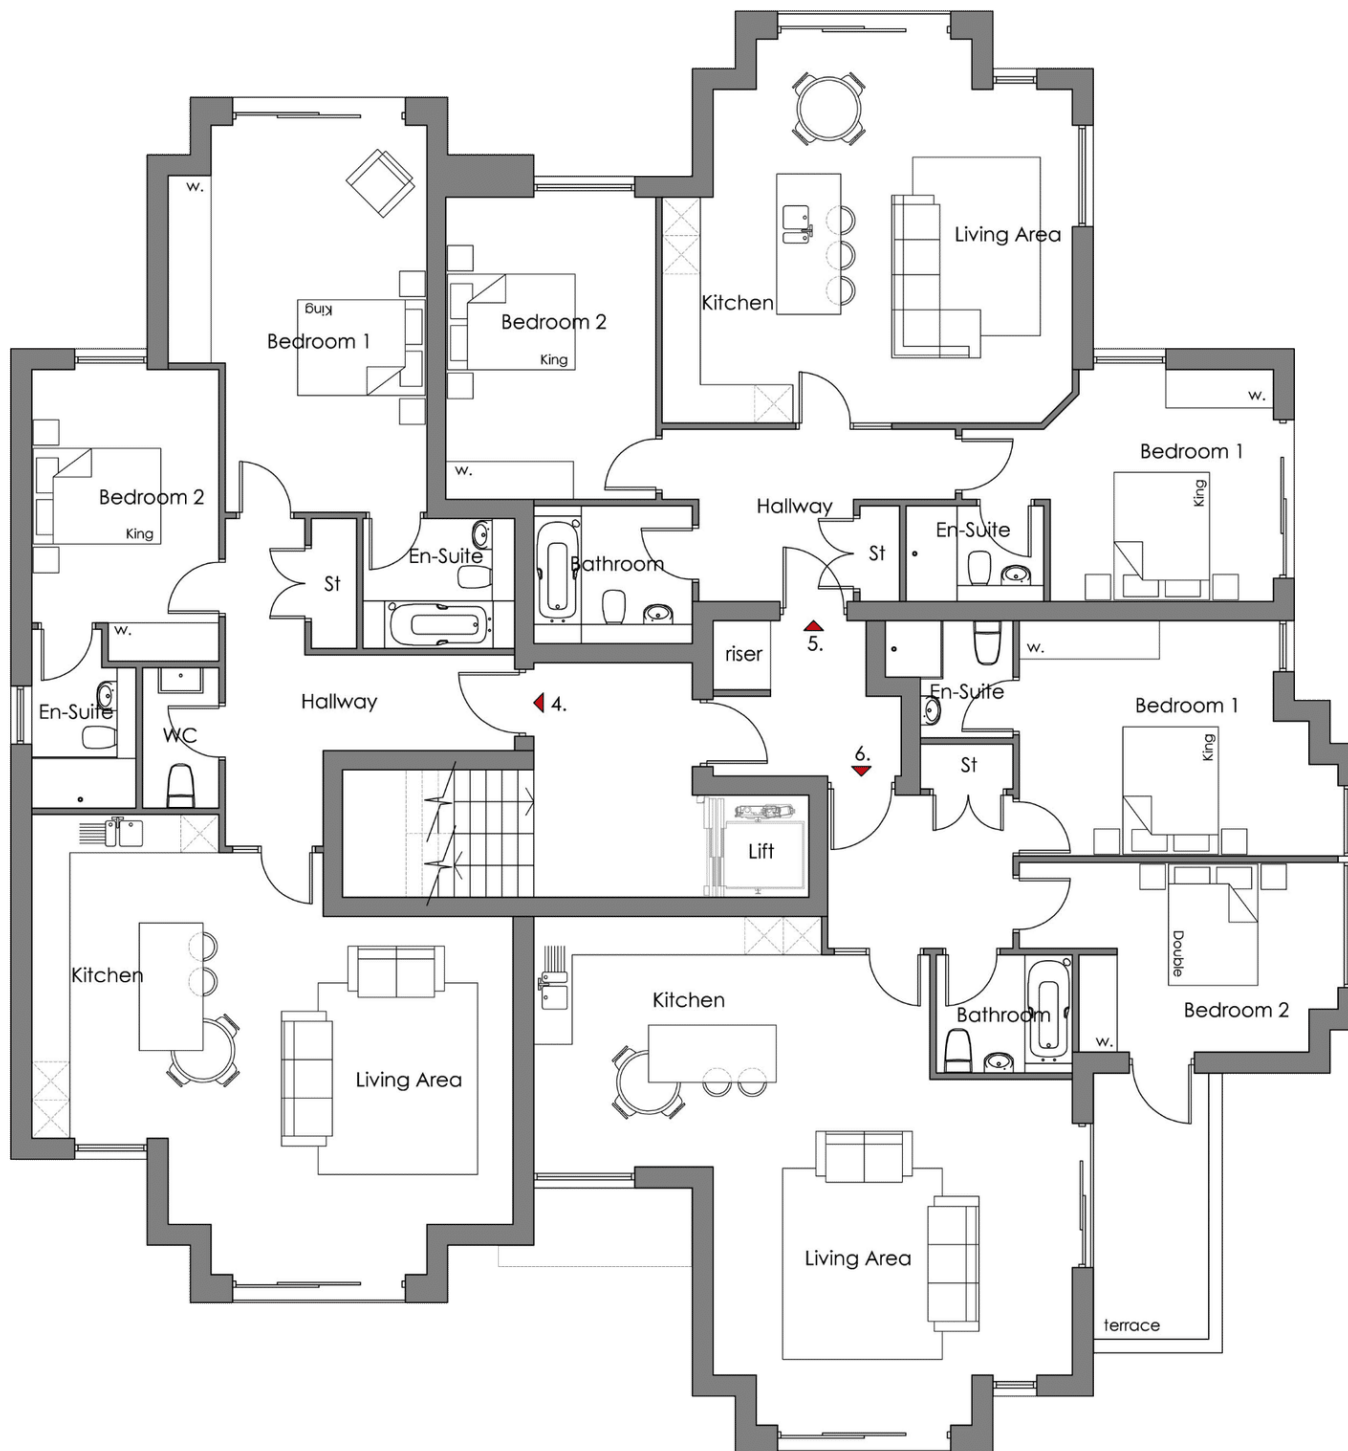 w.
Living Area
King
Bedroom 1
Bedroom 2
King
Kitchen
w.
Bedroom 1
w.
King
Bedroom 2
King
Hallway
En-Suite
En-Suite
Bathroom
St
St
w.
riser
5.
w.
Hallway
4.
En-Suite
Bedroom 1
King
En-Suite
WC
6.
St
Lift
Double
Kitchen
Kitchen
Bedroom 2
Bathroom
w.
Living Area
Living Area
terrace